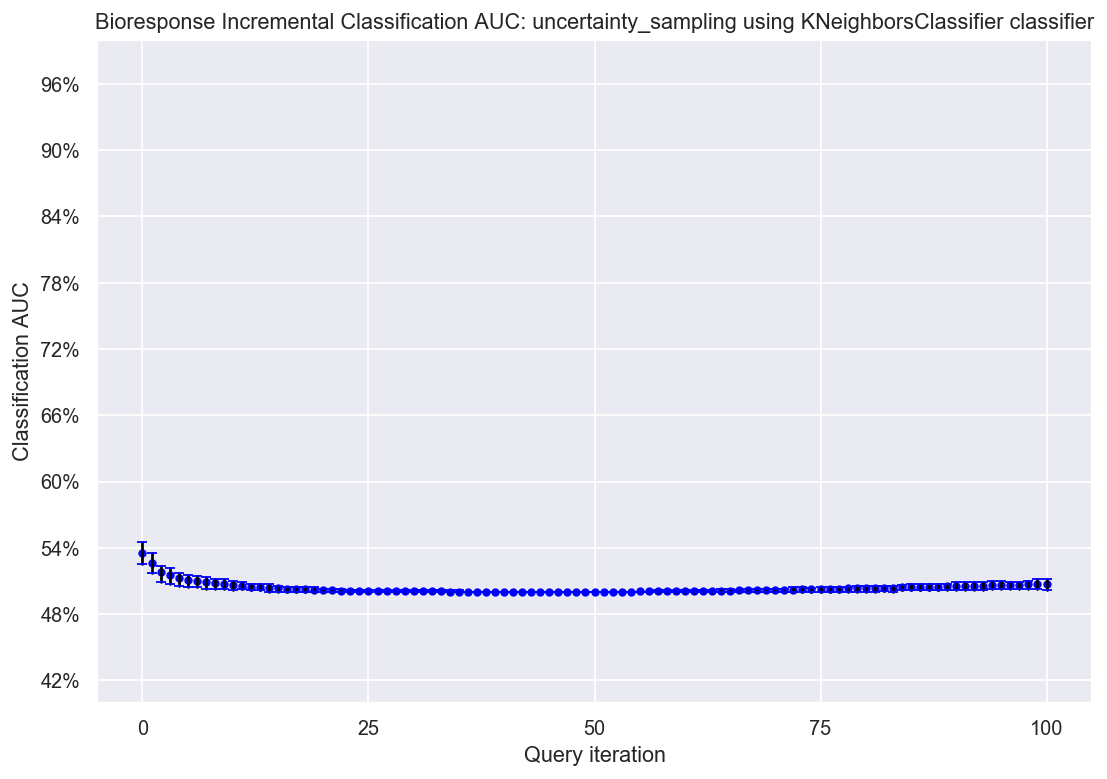 Bioresponse Incremental Classification AUC: uncertainty_sampling using KNeighborsClassifier classifier
96%
90%
84%
78%
72%
66%
60%
54%
48%
42%
Classification AUC
0 25 50 75 100
Query iteration